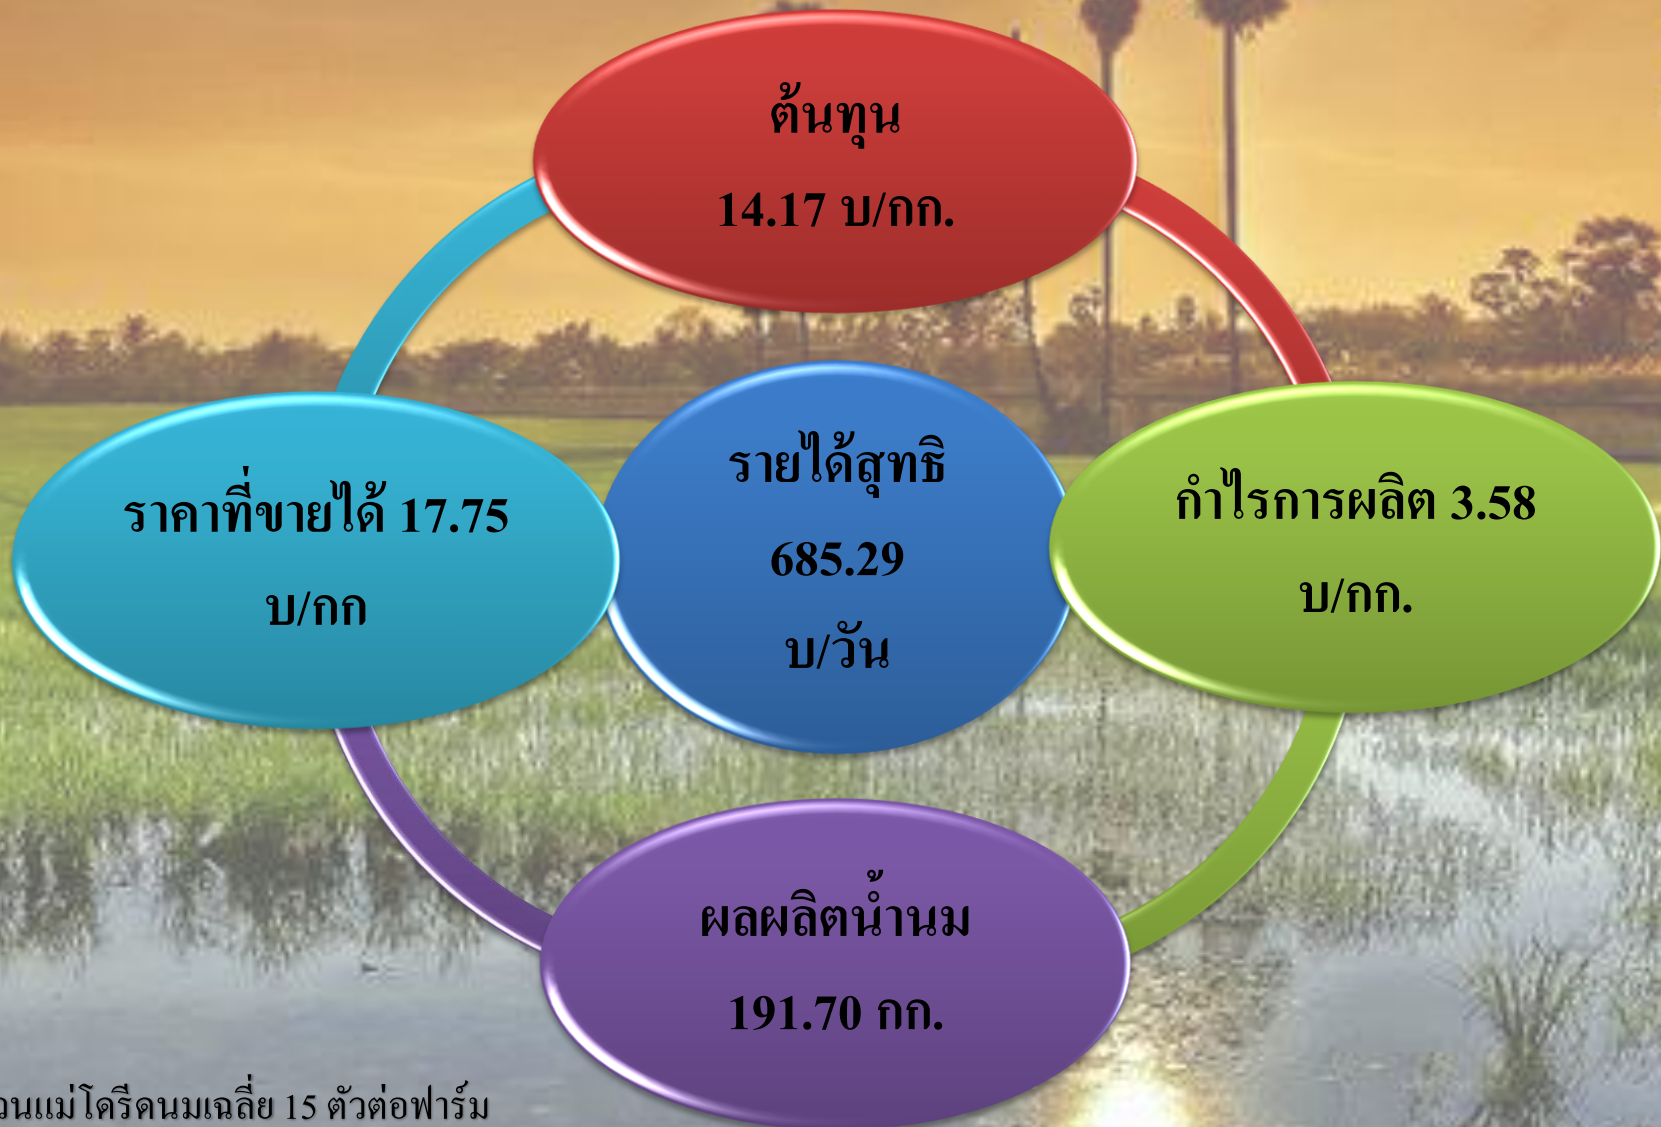 ต้นทุน
14.17 บ/กก.
ราคาที่ขายได้ 17.75
บ/กก
รายได้สุทธิ
685.29
บ/วัน
กำไรการผลิต 3.58
บ/กก.
ผลผลิตน้ำนม
191.70 กก.
วนแม่โครีดนมเฉลี่ย 15 ตัวต่อฟาร์ม